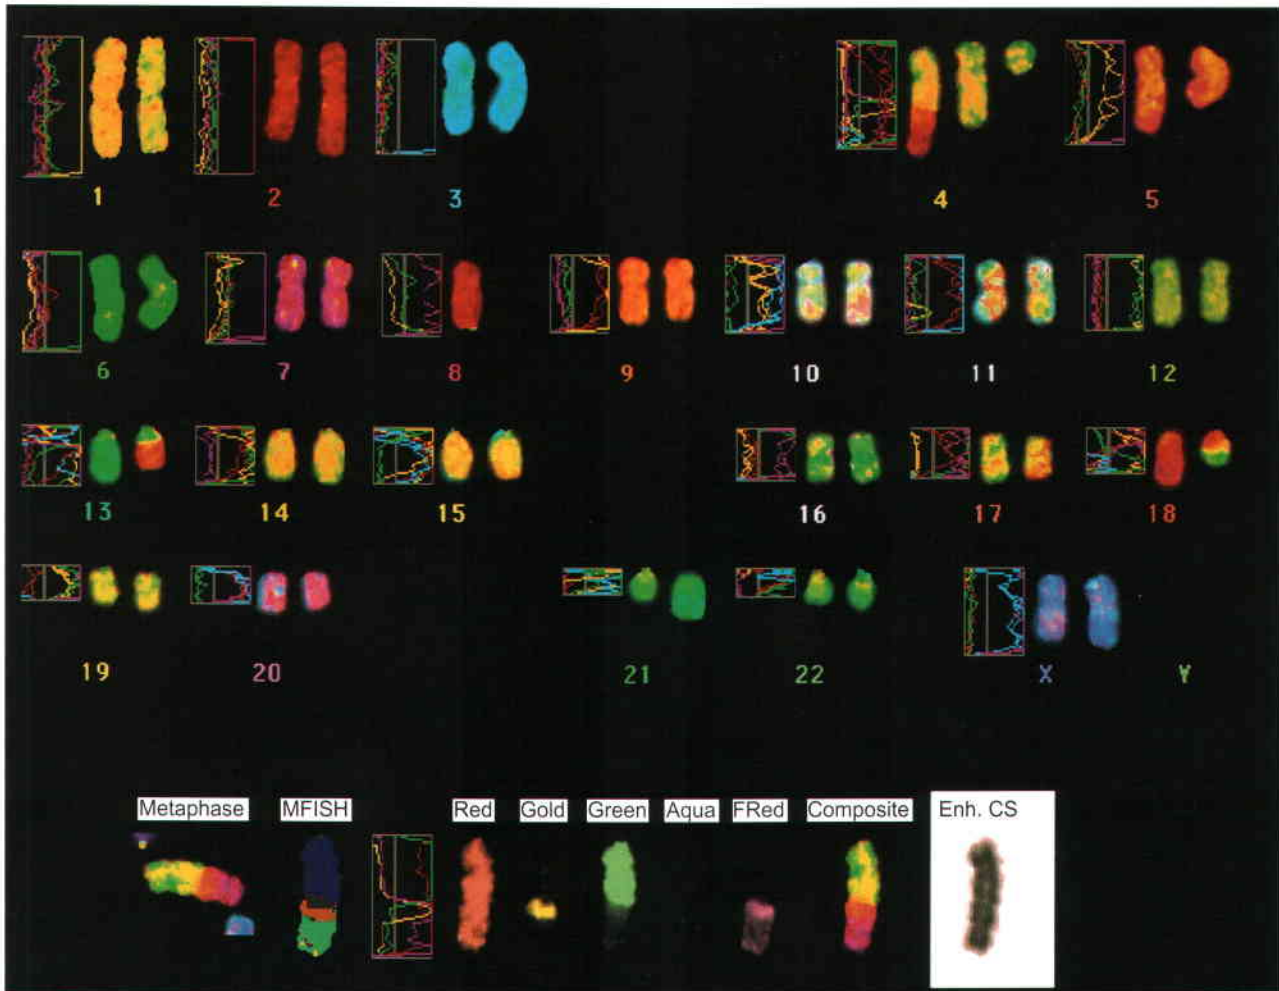 1 2 3 4 5
6 7 8 9 10 11 12
13 14 15 16 17 18
19 20 21 22 X Y
Metaphase MFISH Red Gold Green Aqua FRed Composite Enh. CS